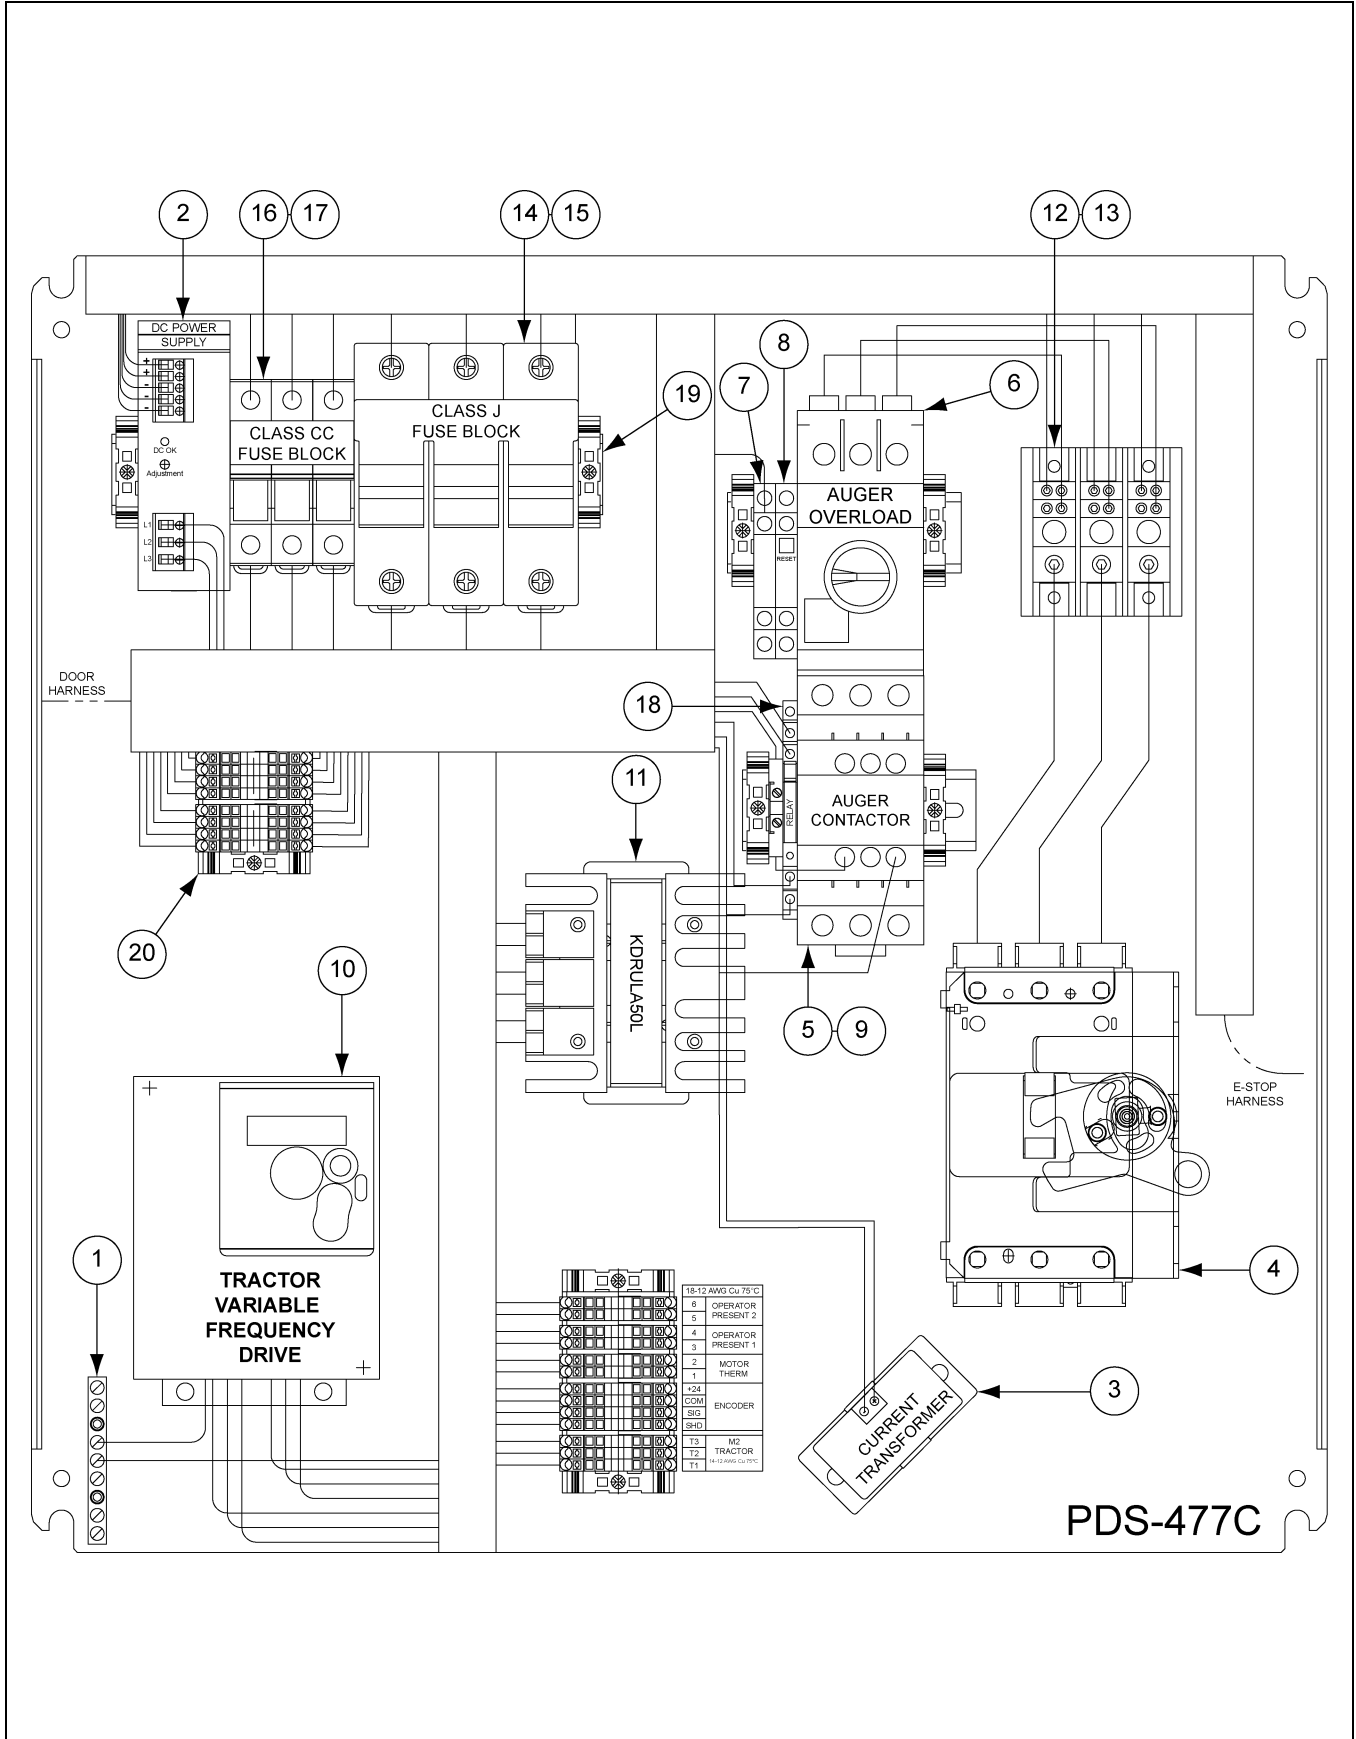 2
16
17
14
15
12
13
8
7
6
19
DC POWER
SUPPLY
+
+
-
-
-
DC OK
Adjustment
L1
L2
L3
CLASS CC
FUSE BLOCK
CLASS J
FUSE BLOCK
AUGER
OVERLOAD
RESET
DOOR
HARNESS
18
11
RELAY
AUGER
CONTACTOR
20
10
KDRULA50L
5
9
E-STOP
HARNESS
1
TRACTOR
VARIABLE
FREQUENCY
DRIVE
18-12 AWG Cu 75°C
6
5
OPERATOR
PRESENT 2
4
3
OPERATOR
PRESENT 1
2
1
MOTOR
THERM
+24
COM
SIG
SHD
ENCODER
T3
T2
T1
M2
TRACTOR
14-12 AWG Cu 75°C
4
3
CURRENT
TRANSFORMER
PDS-477C